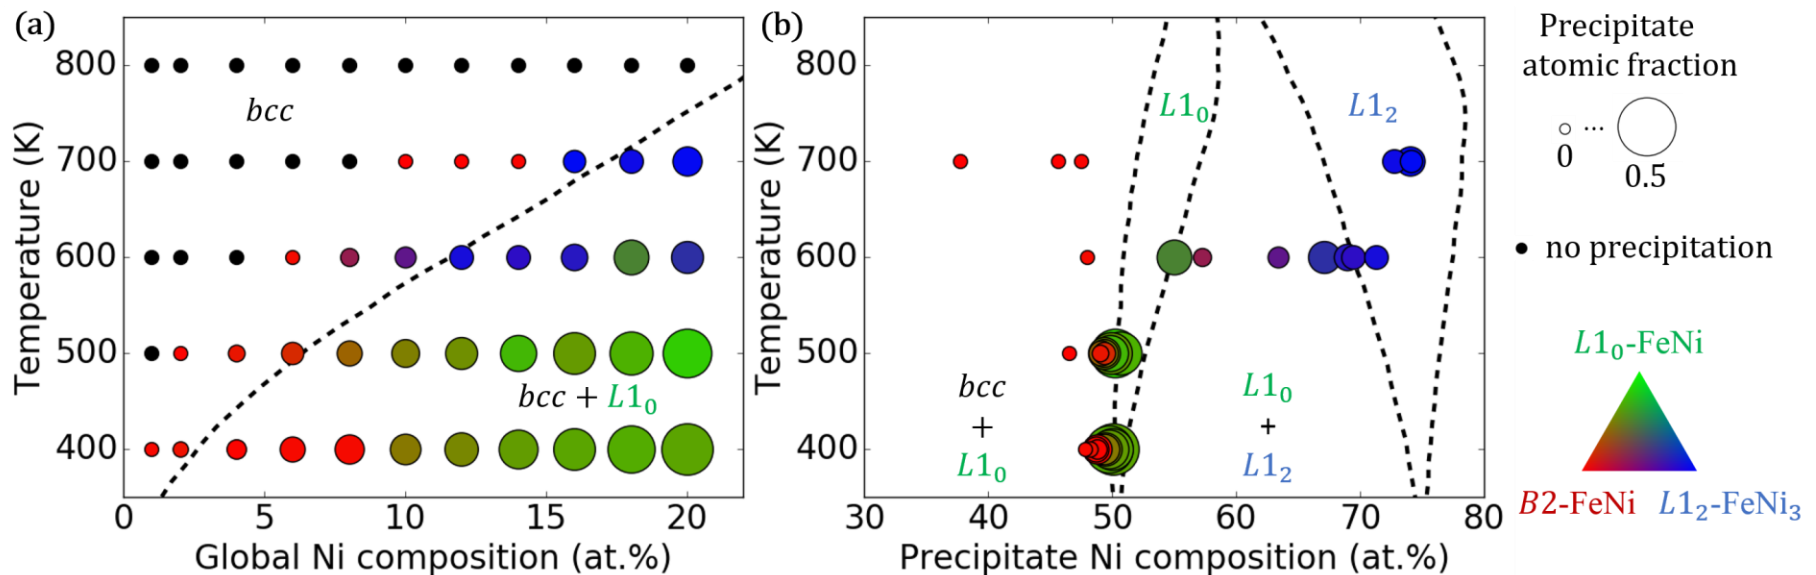 (a)
800
700
600
500
400
Temperature (K)
bcc
bcc + L1₀
0 5 10 15 20
Global Ni composition (at.%)
(b)
800
700
600
500
400
Temperature (K)
L1₀
L1₂
bcc
+
L1₀
L1₀
+
L1₂
30 40 50 60 70 80
Precipitate Ni composition (at.%)
Precipitate
atomic fraction
...
0
0.5
no precipitation
L1₀-FeNi
B2-FeNi L1₂-FeNi₃